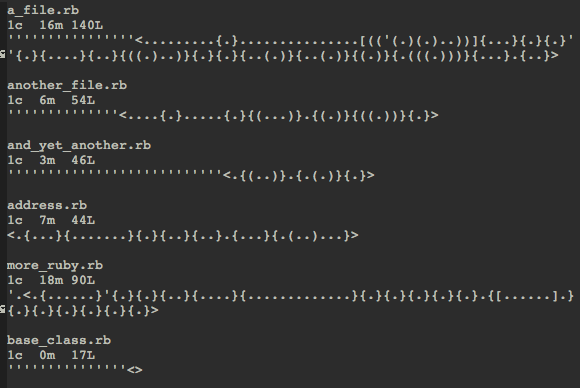 a_file.rb
1c  16m 140L
''''''''''''''''<.........{.}...............[(('(.)(.)..))]{...}{.}{.}'
'{.}{....}{..}{((.)..)}{.}{.}{..(.)}{..(.)}{(.)}{.(((.)))}{...}.{..}>
another_file.rb
1c  6m  54L
''''''''''''''<....{.}.....{.}{(...)}.{(.)}{((.))}{.}>
and_yet_another.rb
1c  3m  46L
'''''''''''''''''''''''''''<.{(..)}.{.(.)}{.}>
address.rb
1c  7m  44L
<.{...}{.......}{.}{..}{..}.{...}{.(..)...}>
more_ruby.rb
1c  18m 90L
'.<.{......}'{.}{.}{..}{....}{.............}{.}{.}{.}{.}{.}.{[......].}
{.}{.}{.}{.}{.}{.}>
base_class.rb
1c  0m  17L
'''''''''''''''<>